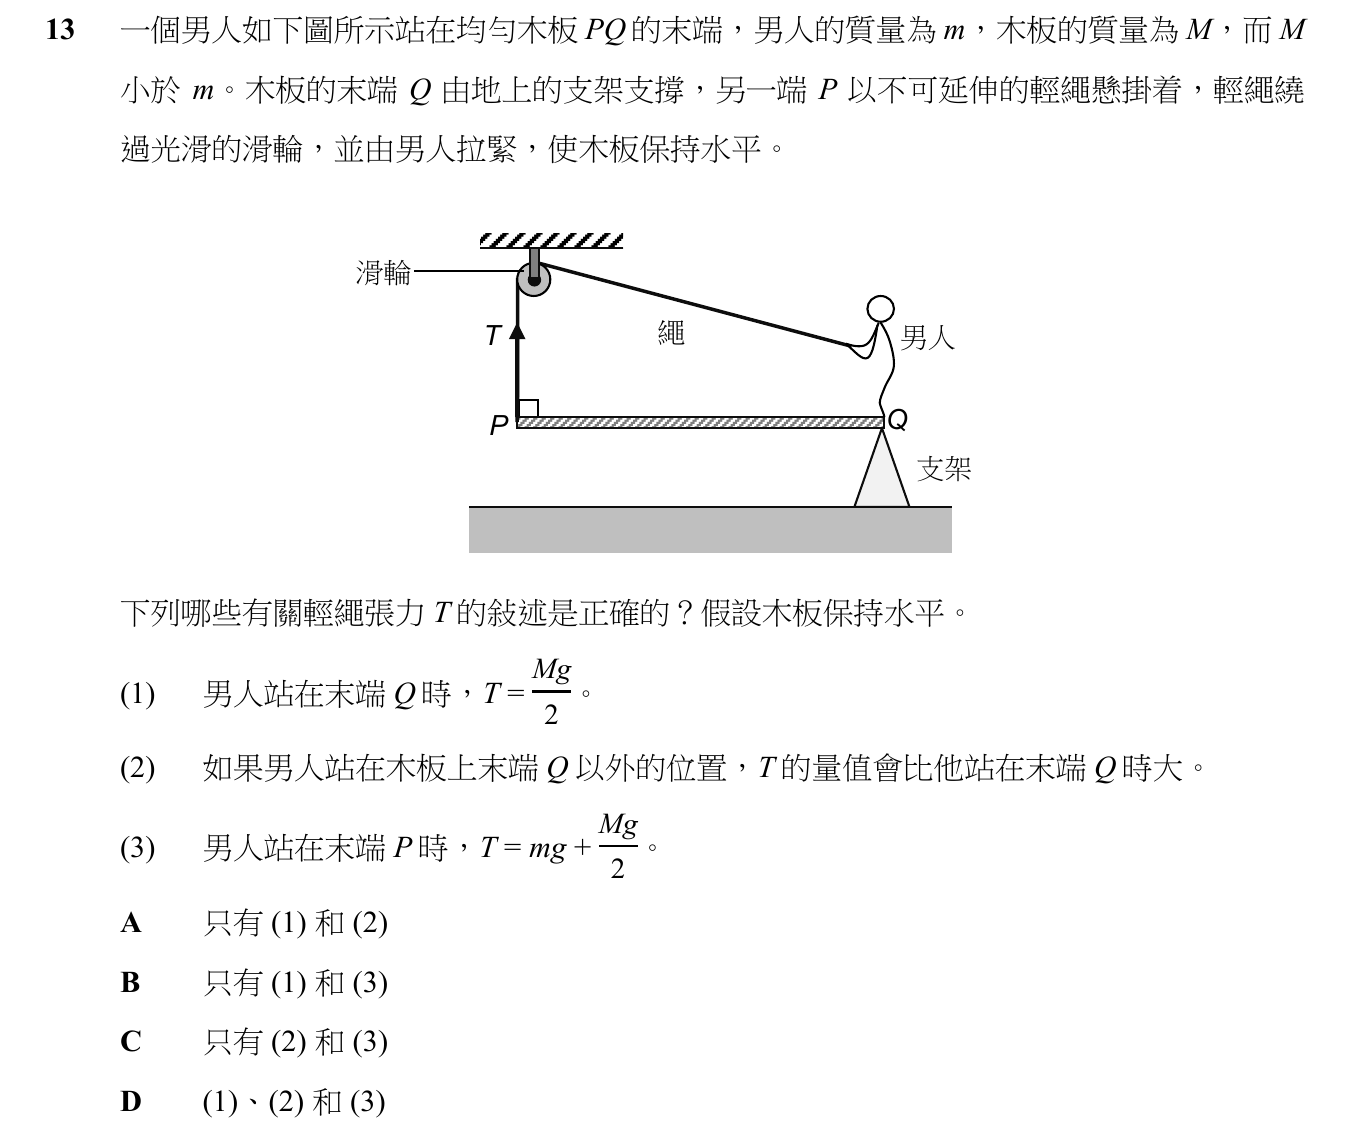 13 一個男人如下圖所示站在均勻木板 PQ 的末端，男人的質量為 m，木板的質量為 M，而 M
小於 m。木板的末端 Q 由地上的支架支撐，另一端 P 以不可延伸的輕繩懸掛着，輕繩繞
過光滑的滑輪，並由男人拉緊，使木板保持水平。
滑輪
T
繩
男人
P
Q
支架
下列哪些有關輕繩張力 T 的敍述是正確的？假設木板保持水平。
(1) 男人站在末端 Q 時，T = Mg/2。
(2) 如果男人站在木板上末端 Q 以外的位置，T 的量值會比他站在末端 Q 時大。
(3) 男人站在末端 P 時，T = mg + Mg/2。
A 只有 (1) 和 (2)
B 只有 (1) 和 (3)
C 只有 (2) 和 (3)
D (1)、(2) 和 (3)